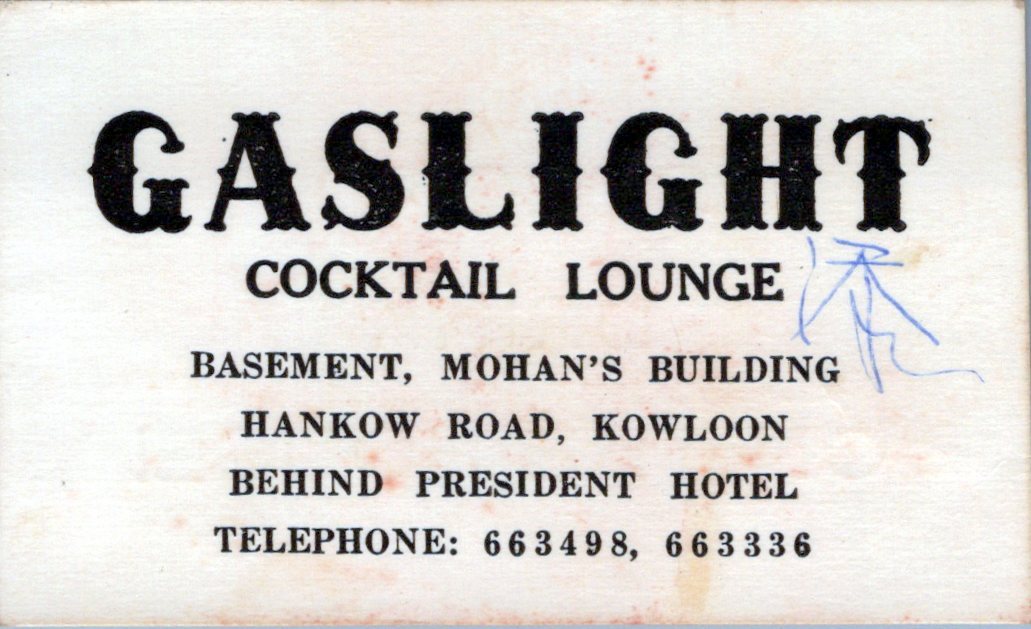 GASLIGHT
COCKTAIL LOUNGE
BASEMENT, MOHAN'S BUILDING
HANKOW ROAD, KOWLOON
BEHIND PRESIDENT HOTEL
TELEPHONE: 663498, 663336